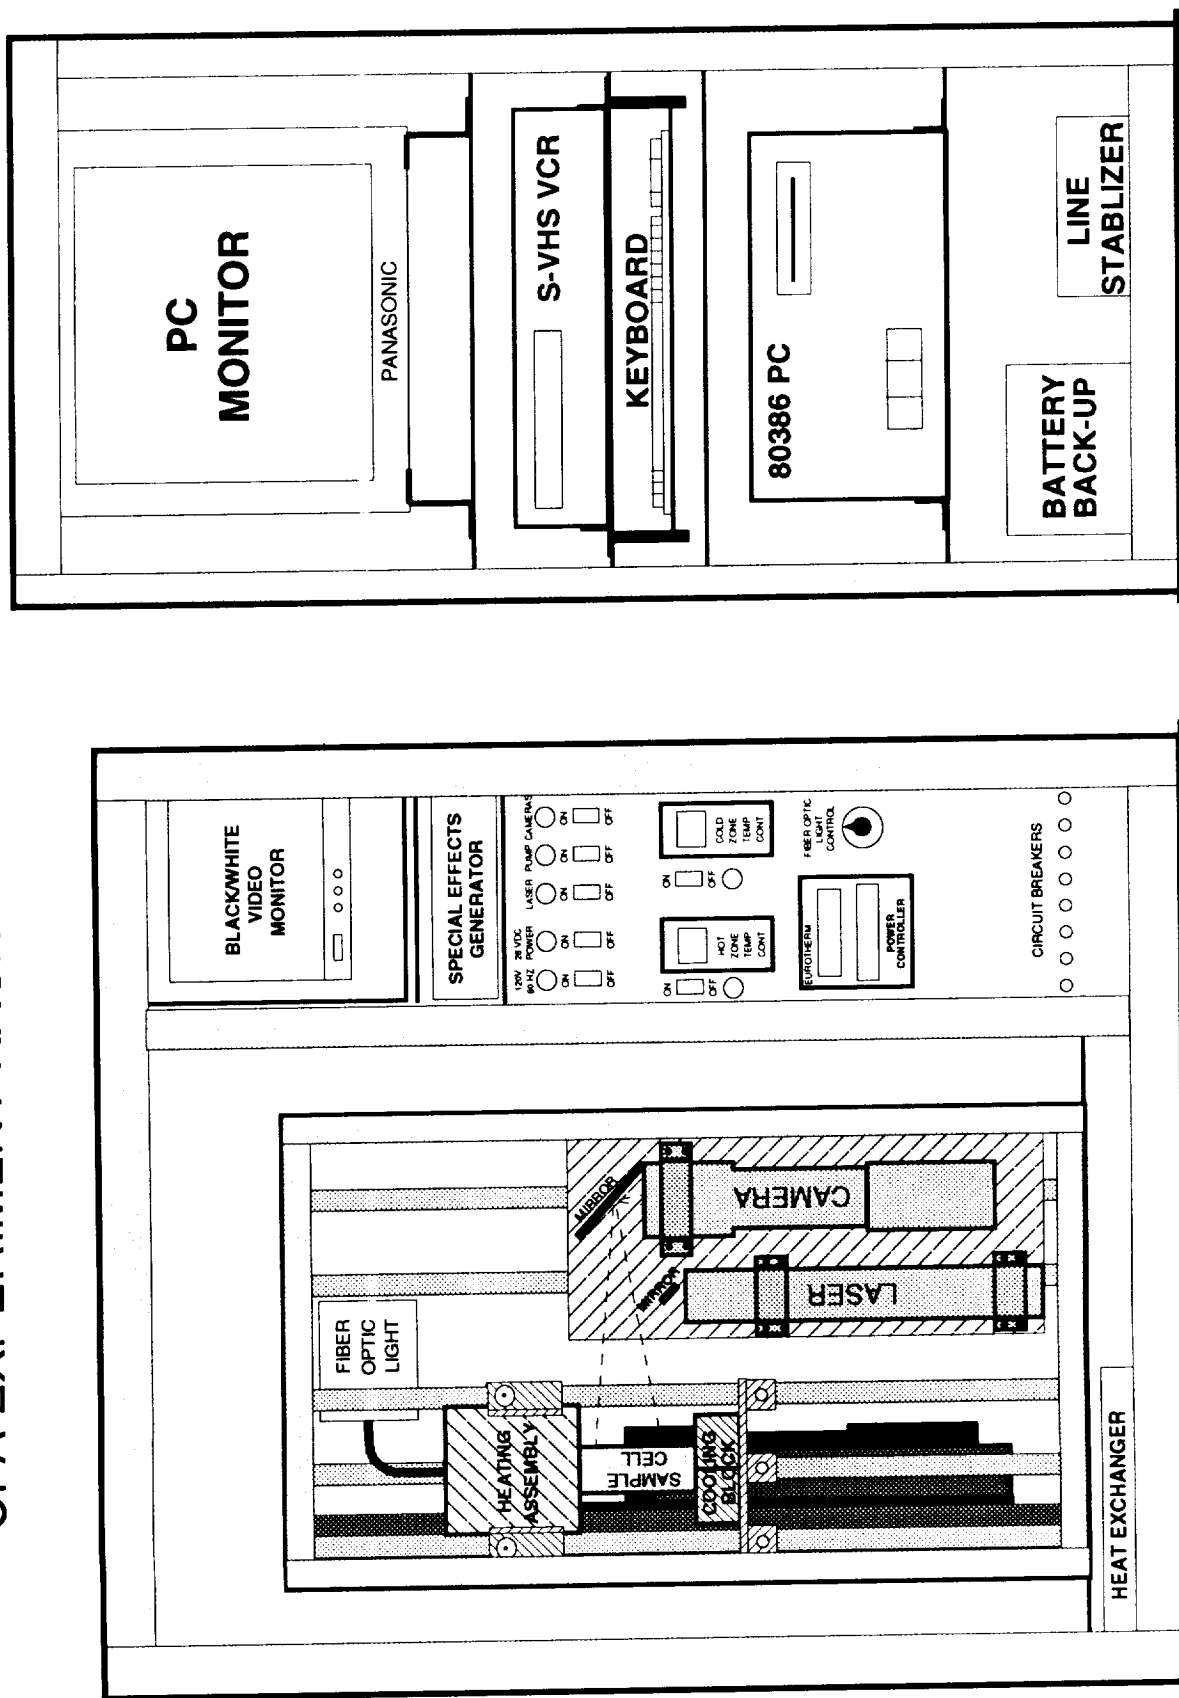 BLACK/WHITE
VIDEO
MONITOR
SPECIAL EFFECTS
GENERATOR
120V
60 HZ
28 VDC
POWER
LASER
PUMP
CAMERAS
ON
ON
ON
ON
ON
OFF
OFF
OFF
OFF
OFF
ON
OFF
HOT
ZONE
TEMP
CONT
ON
OFF
COLD
ZONE
TEMP
CONT
EUROTHERM
POWER
CONTROLLER
FIBER OPTIC
LIGHT
CONTROL
CIRCUIT BREAKERS
FIBER
OPTIC
LIGHT
HEATING
ASSEMBLY
SAMPLE
CELL
COOLING
BLOCK
MIRROR
MIRROR
LASER
CAMERA
HEAT EXCHANGER
PC
MONITOR
PANASONIC
S-VHS VCR
KEYBOARD
80386 PC
BATTERY
BACK-UP
LINE
STABLIZER